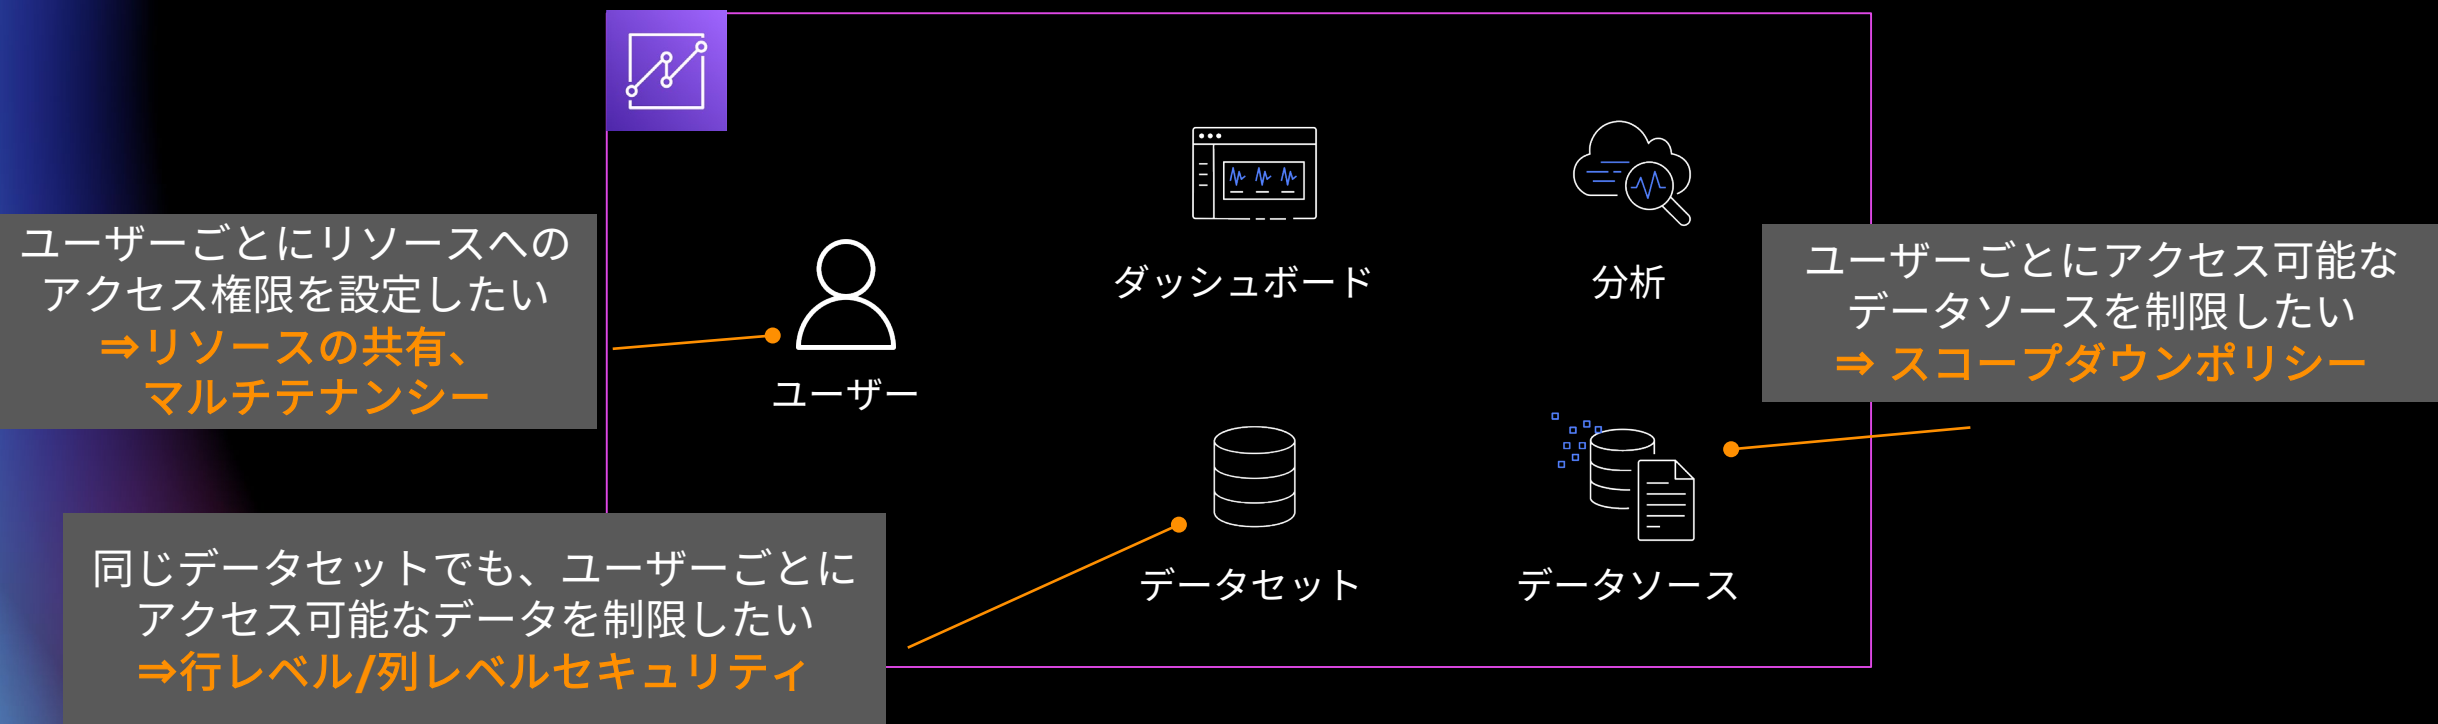 ユーザーごとにリソースへの
アクセス権限を設定したい
⇒リソースの共有、
マルチテナンシー
ユーザー
ダッシュボード
分析
ユーザーごとにアクセス可能な
データソースを制限したい
⇒ スコープダウンポリシー
データセット
データソース
同じデータセットでも、ユーザーごとに
アクセス可能なデータを制限したい
⇒行レベル/列レベルセキュリティ